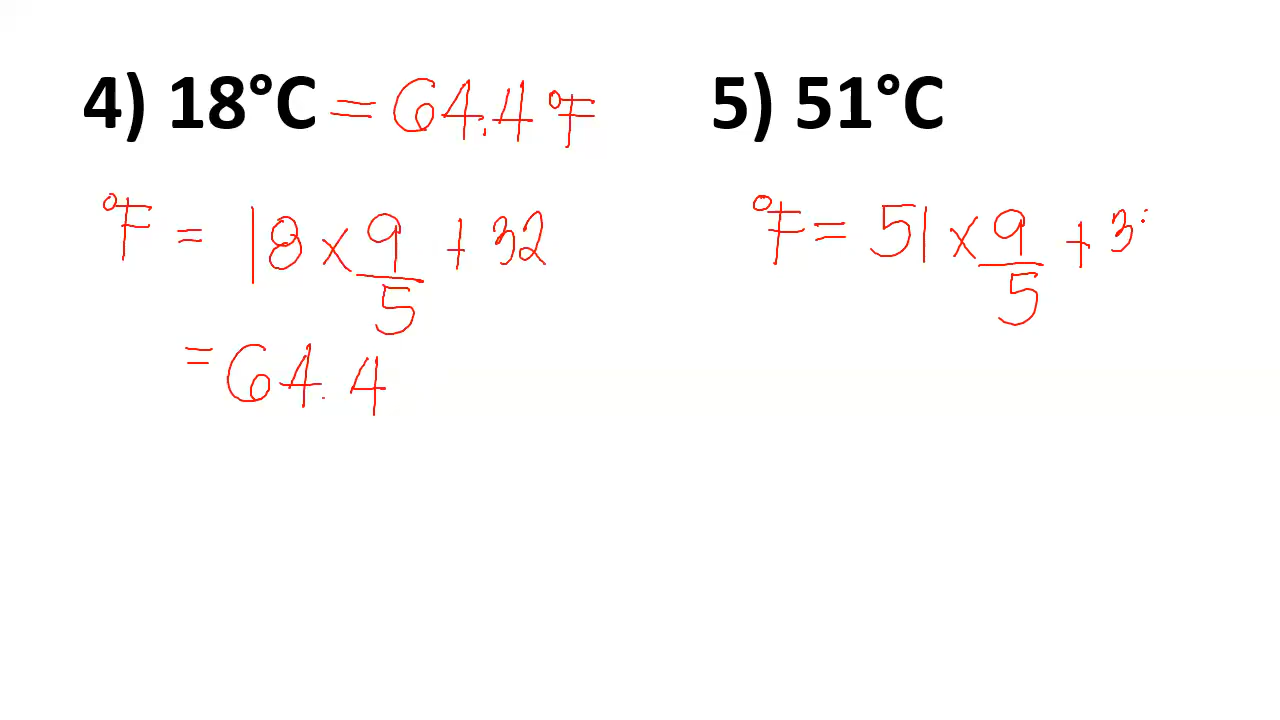 4) 18°C = 64.4 °F
°F = 18 × 9/5 + 32
= 64.4
5) 51°C
°F = 51 × 9/5 + 3